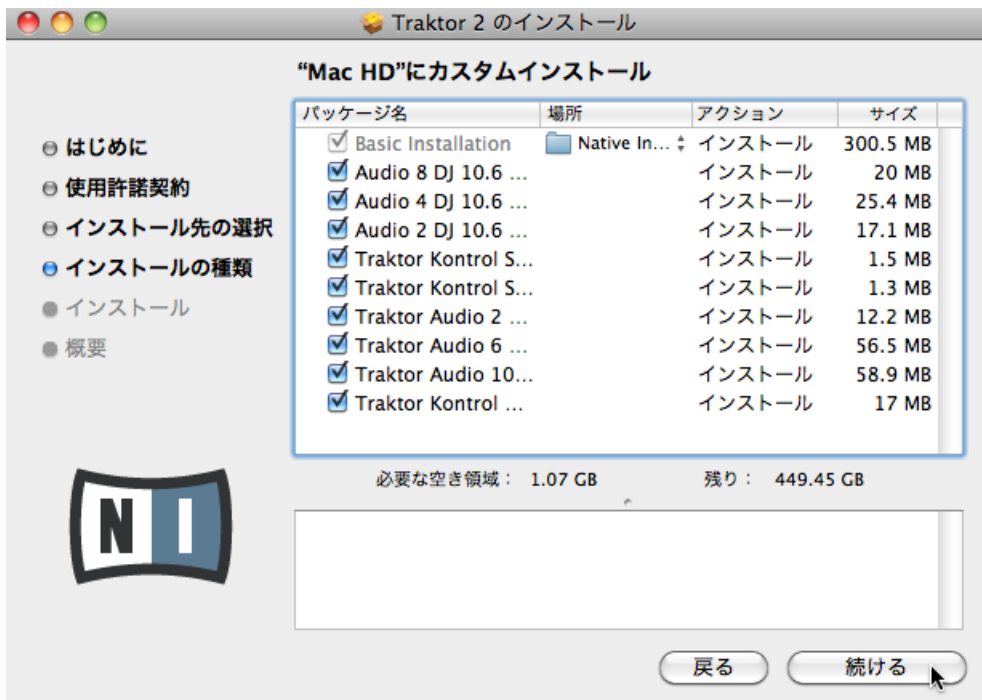 Traktor 2 のインストール
“Mac HD”にカスタムインストール
はじめに
使用許諾契約
インストール先の選択
インストールの種類
インストール
概要
パッケージ名 場所 アクション サイズ
Basic Installation Native In... インストール 300.5 MB
Audio 8 DJ 10.6 ... インストール 20 MB
Audio 4 DJ 10.6 ... インストール 25.4 MB
Audio 2 DJ 10.6 ... インストール 17.1 MB
Traktor Kontrol S... インストール 1.5 MB
Traktor Kontrol S... インストール 1.3 MB
Traktor Audio 2 ... インストール 12.2 MB
Traktor Audio 6 ... インストール 56.5 MB
Traktor Audio 10... インストール 58.9 MB
Traktor Kontrol ... インストール 17 MB
必要な空き領域： 1.07 GB 残り： 449.45 GB
NI
戻る 続ける